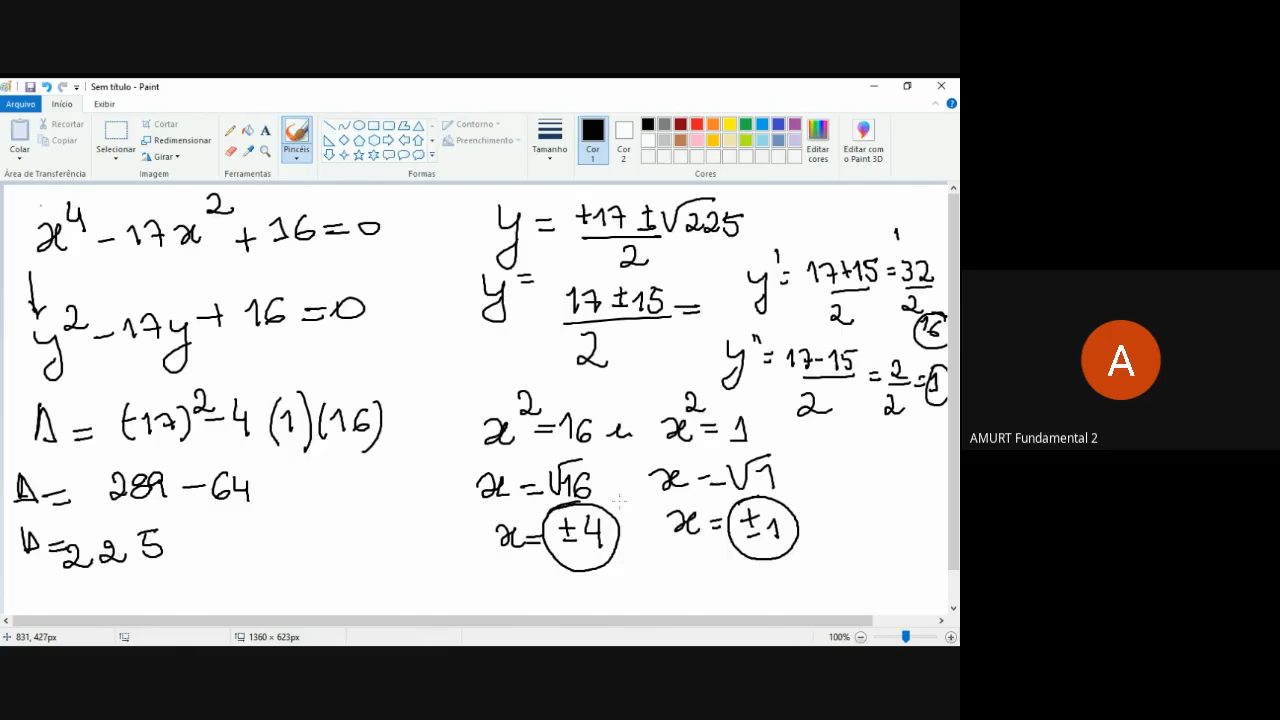 Sem título - Paint
Arquivo Início Exibir
Colar
Recortar
Copiar
Área de Transferência
Selecionar
Cortar
Redimensionar
Girar
Imagem
A
Ferramentas
Pincéis
Contorno
Preenchimento
Formas
Tamanho
Cor 1
Cor 2
Editar cores
Editar com o Paint 3D
Cores
x⁴ - 17x² + 16 = 0
y² - 17y + 16 = 0
Δ = (-17)² - 4 (1)(16)
Δ = 289 - 64
Δ = 225
y = +17 ± √225 / 2
y = 17 ± 15 / 2 =
y' = 17+15 / 2 = 32 / 2
16
y" = 17-15 / 2 = 2 / 2 = 1
x² = 16 x² = 1
x = √16 x = √1
x = ±4 x = ±1
831, 427px
1360 × 623px
100%
A
AMURT Fundamental 2